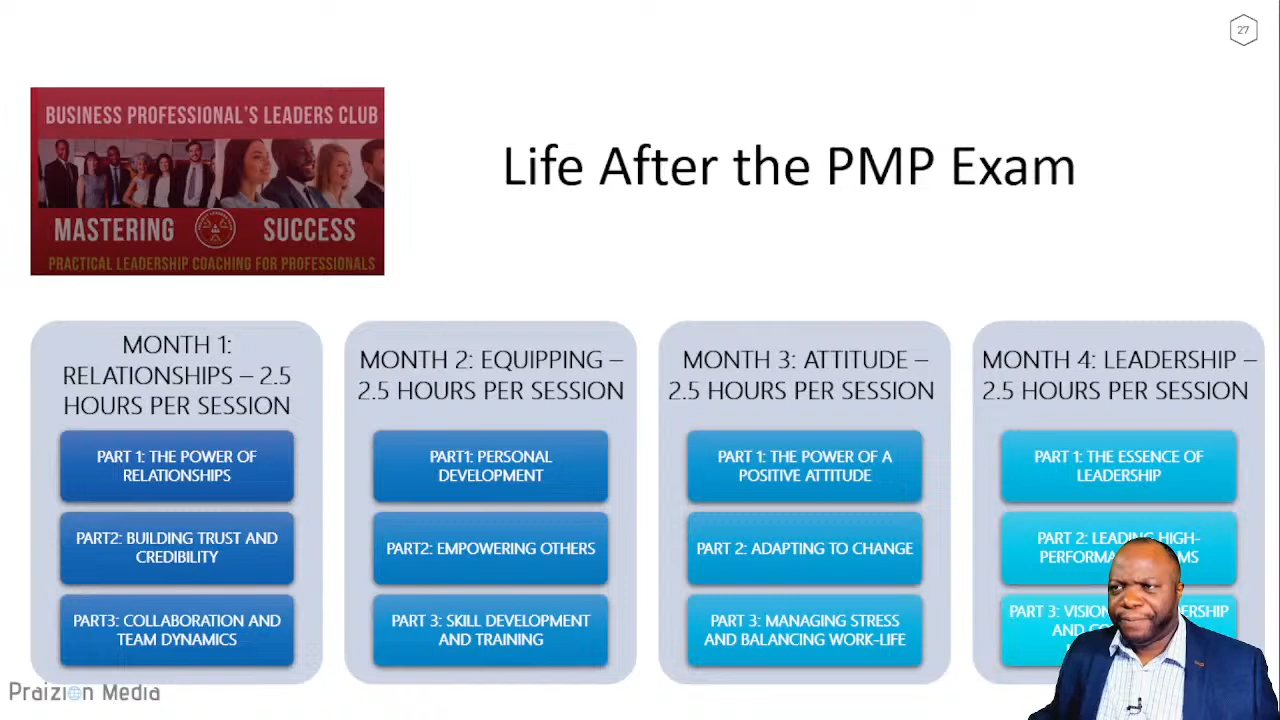 27
BUSINESS PROFESSIONAL'S LEADERS CLUB
MASTERING SUCCESS
PRACTICAL LEADERSHIP COACHING FOR PROFESSIONALS
Life After the PMP Exam
MONTH 1:
RELATIONSHIPS – 2.5
HOURS PER SESSION
PART 1: THE POWER OF
RELATIONSHIPS
PART2: BUILDING TRUST AND
CREDIBILITY
PART3: COLLABORATION AND
TEAM DYNAMICS
MONTH 2: EQUIPPING –
2.5 HOURS PER SESSION
PART1: PERSONAL
DEVELOPMENT
PART2: EMPOWERING OTHERS
PART 3: SKILL DEVELOPMENT
AND TRAINING
MONTH 3: ATTITUDE –
2.5 HOURS PER SESSION
PART 1: THE POWER OF A
POSITIVE ATTITUDE
PART 2: ADAPTING TO CHANGE
PART 3: MANAGING STRESS
AND BALANCING WORK-LIFE
MONTH 4: LEADERSHIP –
2.5 HOURS PER SESSION
PART 1: THE ESSENCE OF
LEADERSHIP
PART 2: LEADING HIGH-
PART 3:
AND
Praizion Media